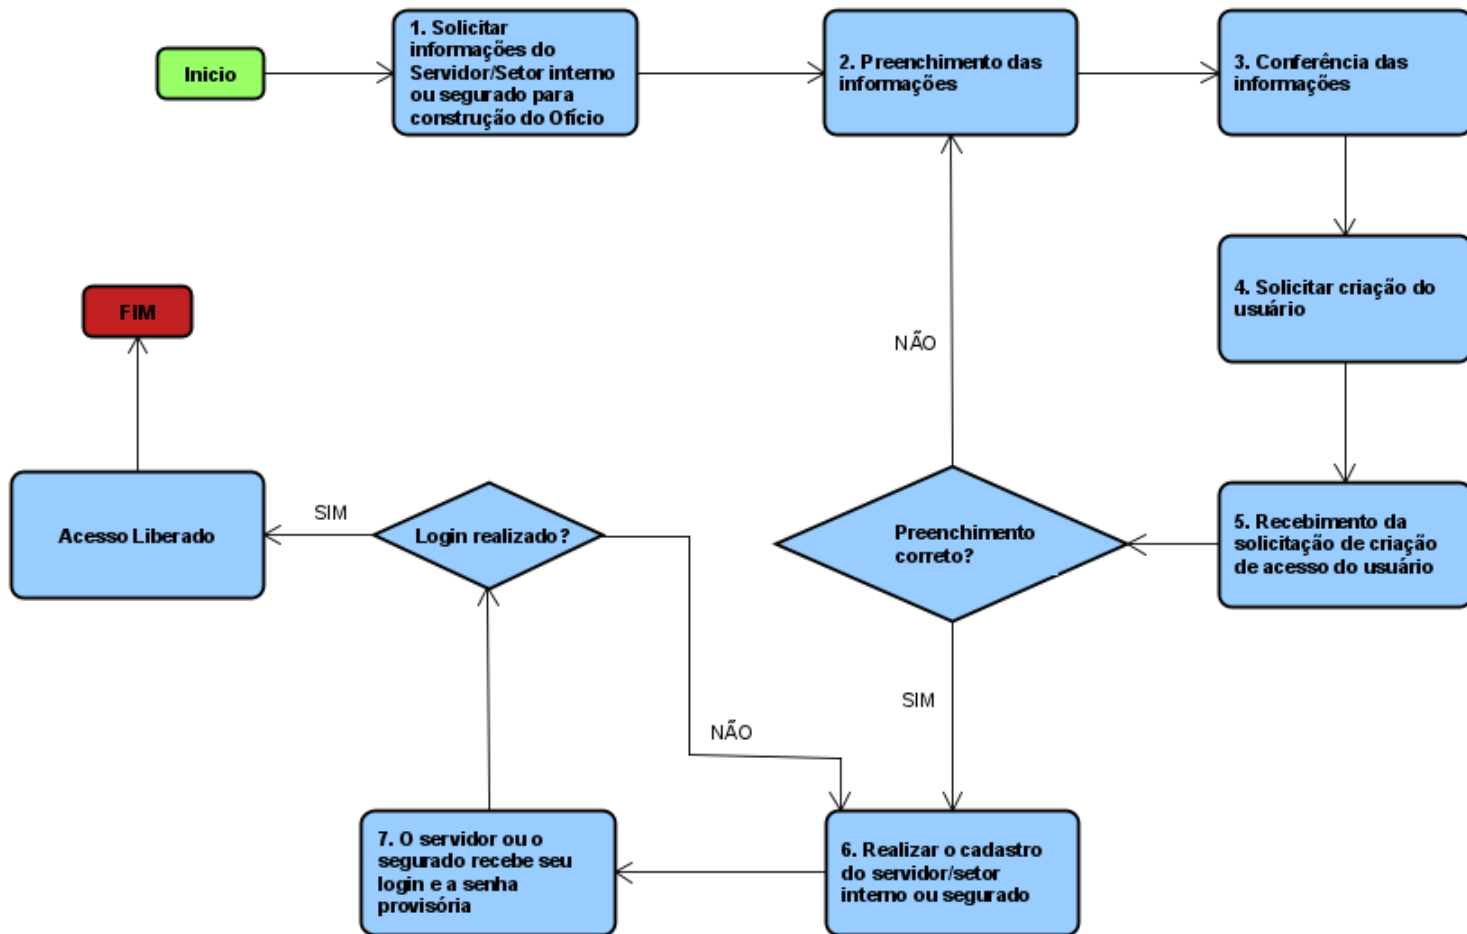 Inicio
1. Solicitar
informações do
Servidor/Setor interno
ou segurado para
construção do Ofício
2. Preenchimento das
informações
3. Conferência das
informações
4. Solicitar criação do
usuário
5. Recebimento da
solicitação de criação
de acesso do usuário
Preenchimento
correto?
NÃO
SIM
6. Realizar o cadastro
do servidor/setor
interno ou segurado
7. O servidor ou o
segurado recebe seu
login e a senha
provisória
Login realizado?
NÃO
SIM
Acesso Liberado
FIM